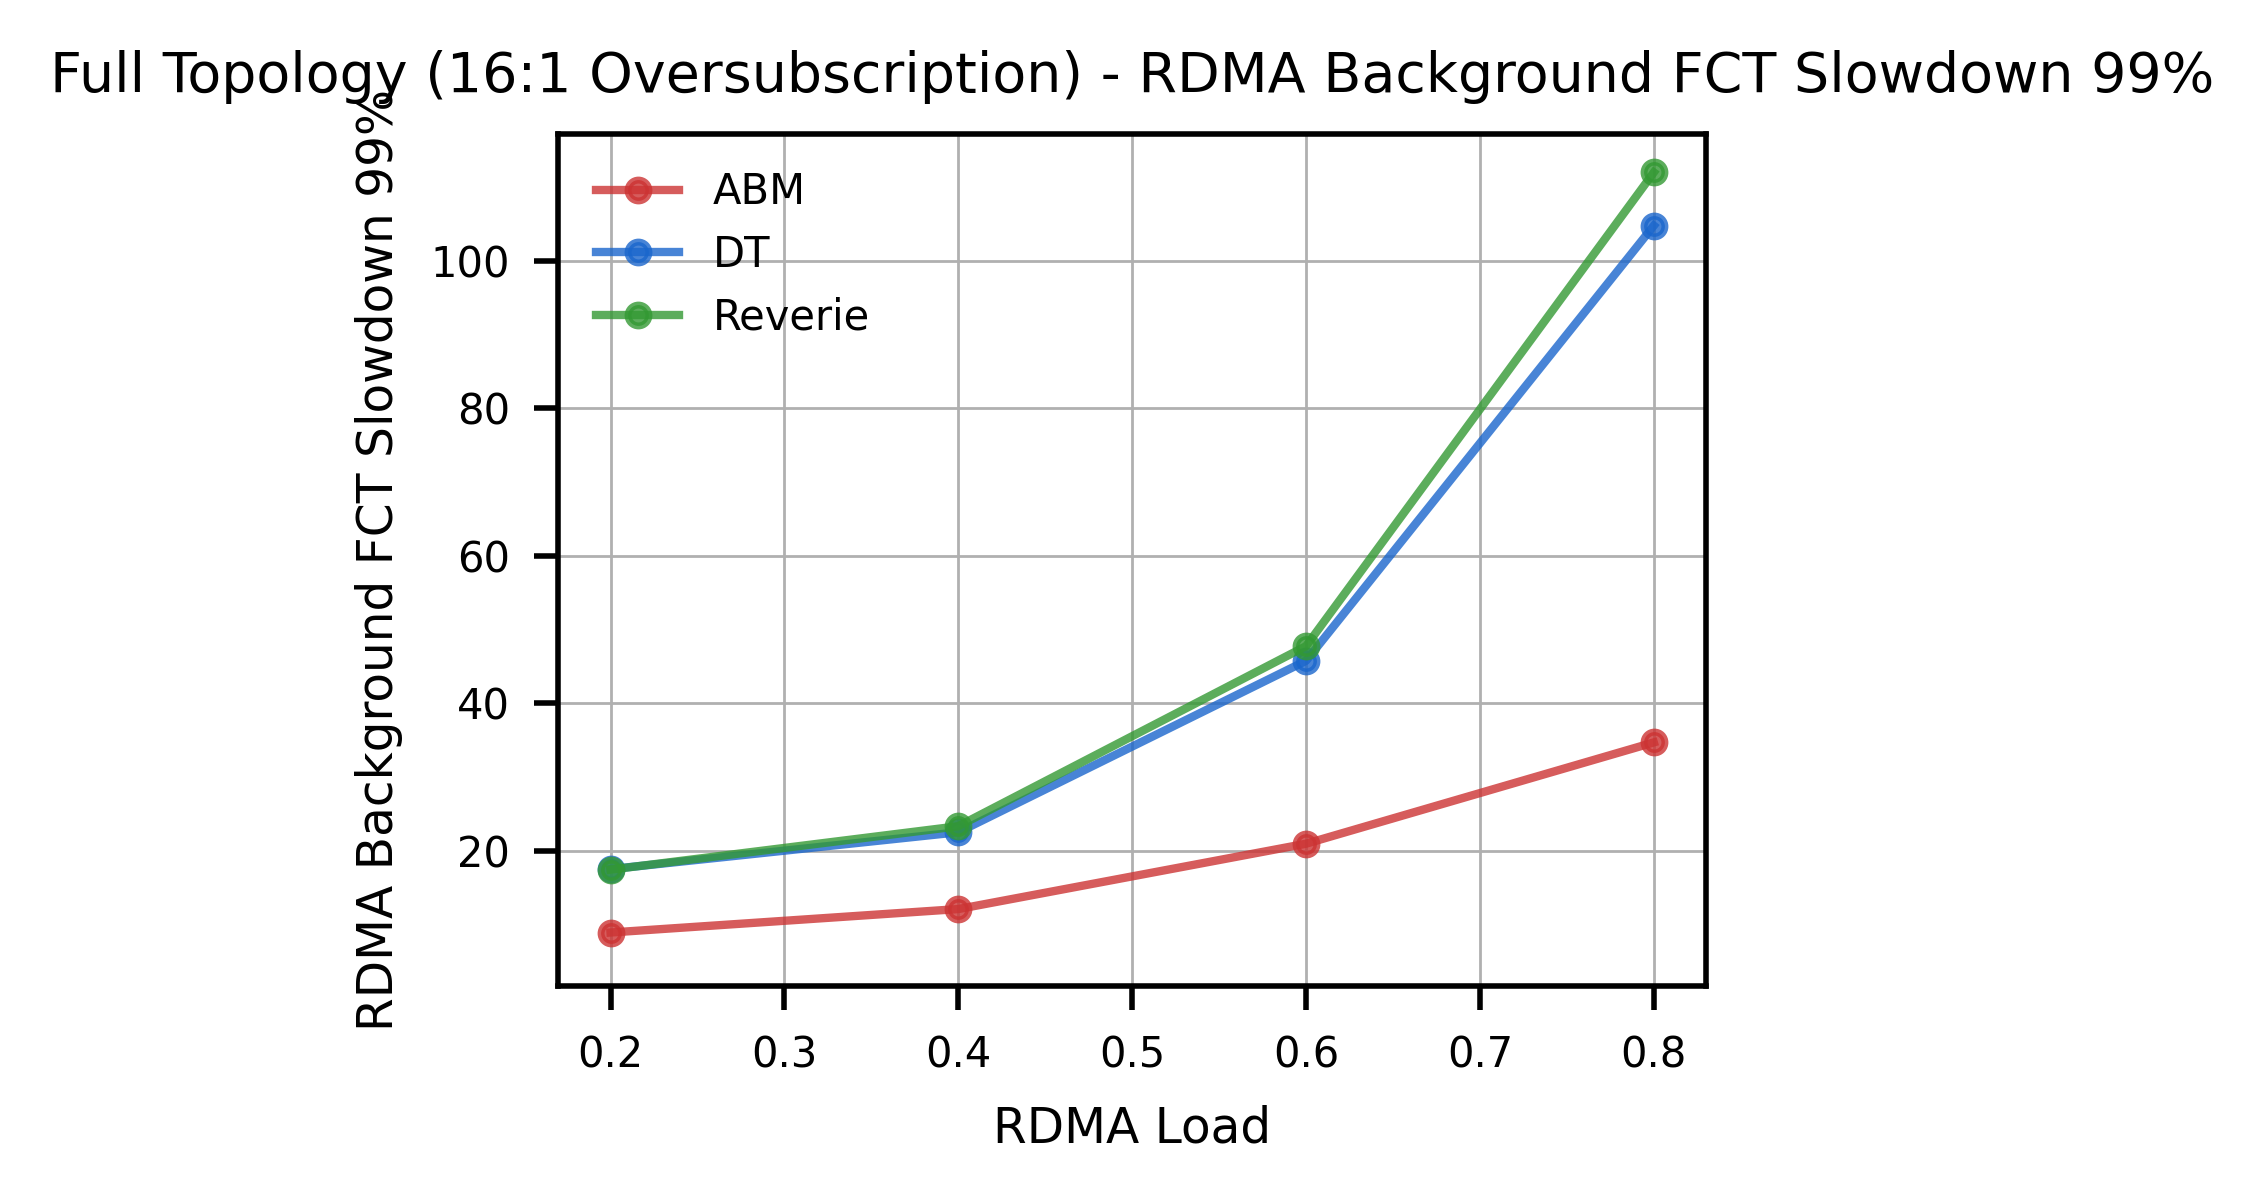 Full Topology (16:1 Oversubscription) - RDMA Background FCT Slowdown 99%
RDMA Background FCT Slowdown 99%
ABM
DT
Reverie
100
80
60
40
20
0.2 0.3 0.4 0.5 0.6 0.7 0.8
RDMA Load